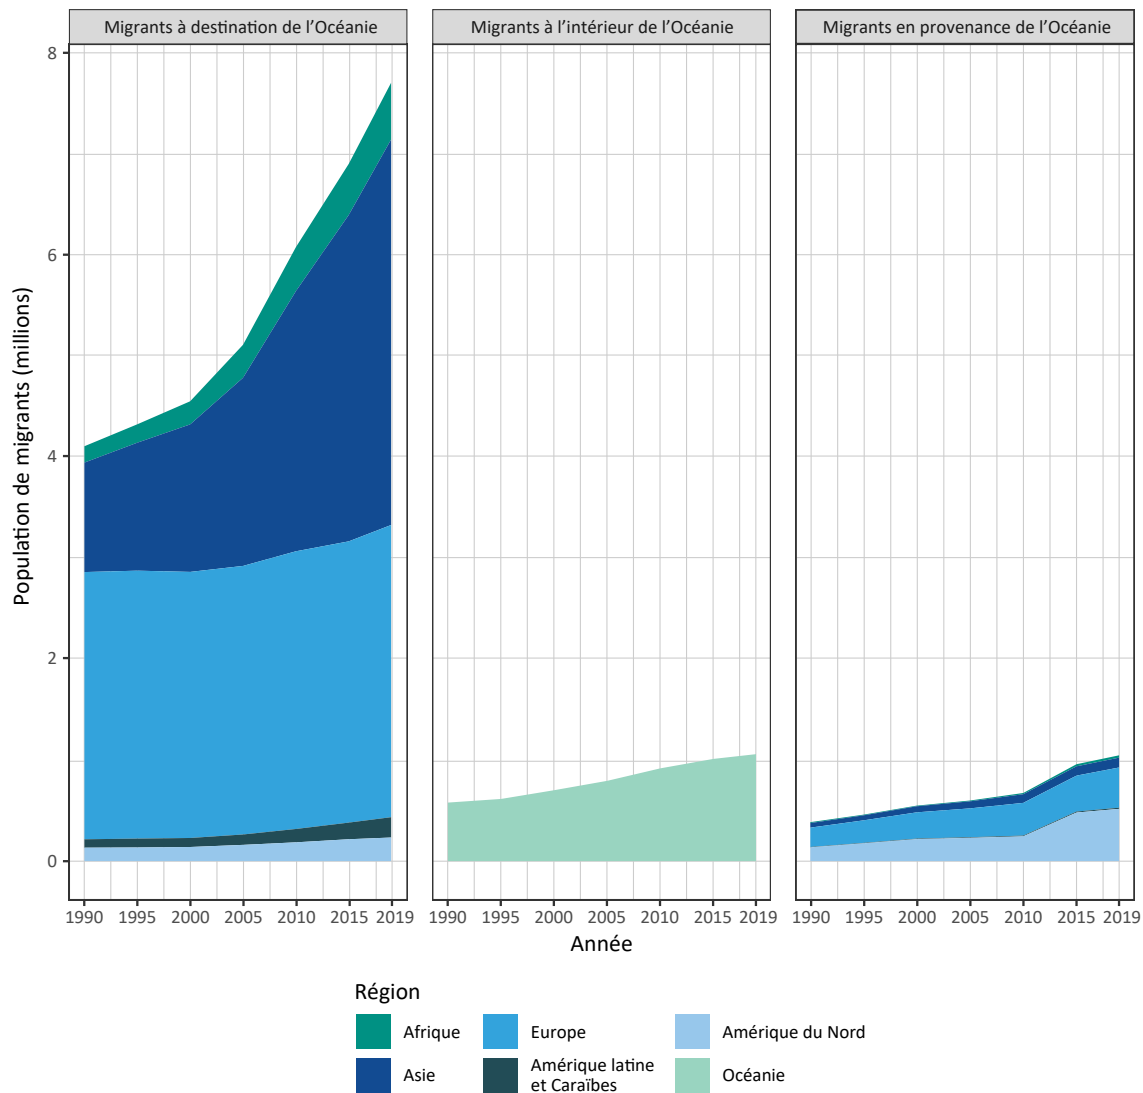 Migrants à destination de l’Océanie
Migrants à l’intérieur de l’Océanie
Migrants en provenance de l’Océanie
Population de migrants (millions)
8
6
4
2
0
1990 1995 2000 2005 2010 2015 2019
1990 1995 2000 2005 2010 2015 2019
1990 1995 2000 2005 2010 2015 2019
Année
Région
Afrique
Europe
Amérique du Nord
Asie
Amérique latine
et Caraïbes
Océanie